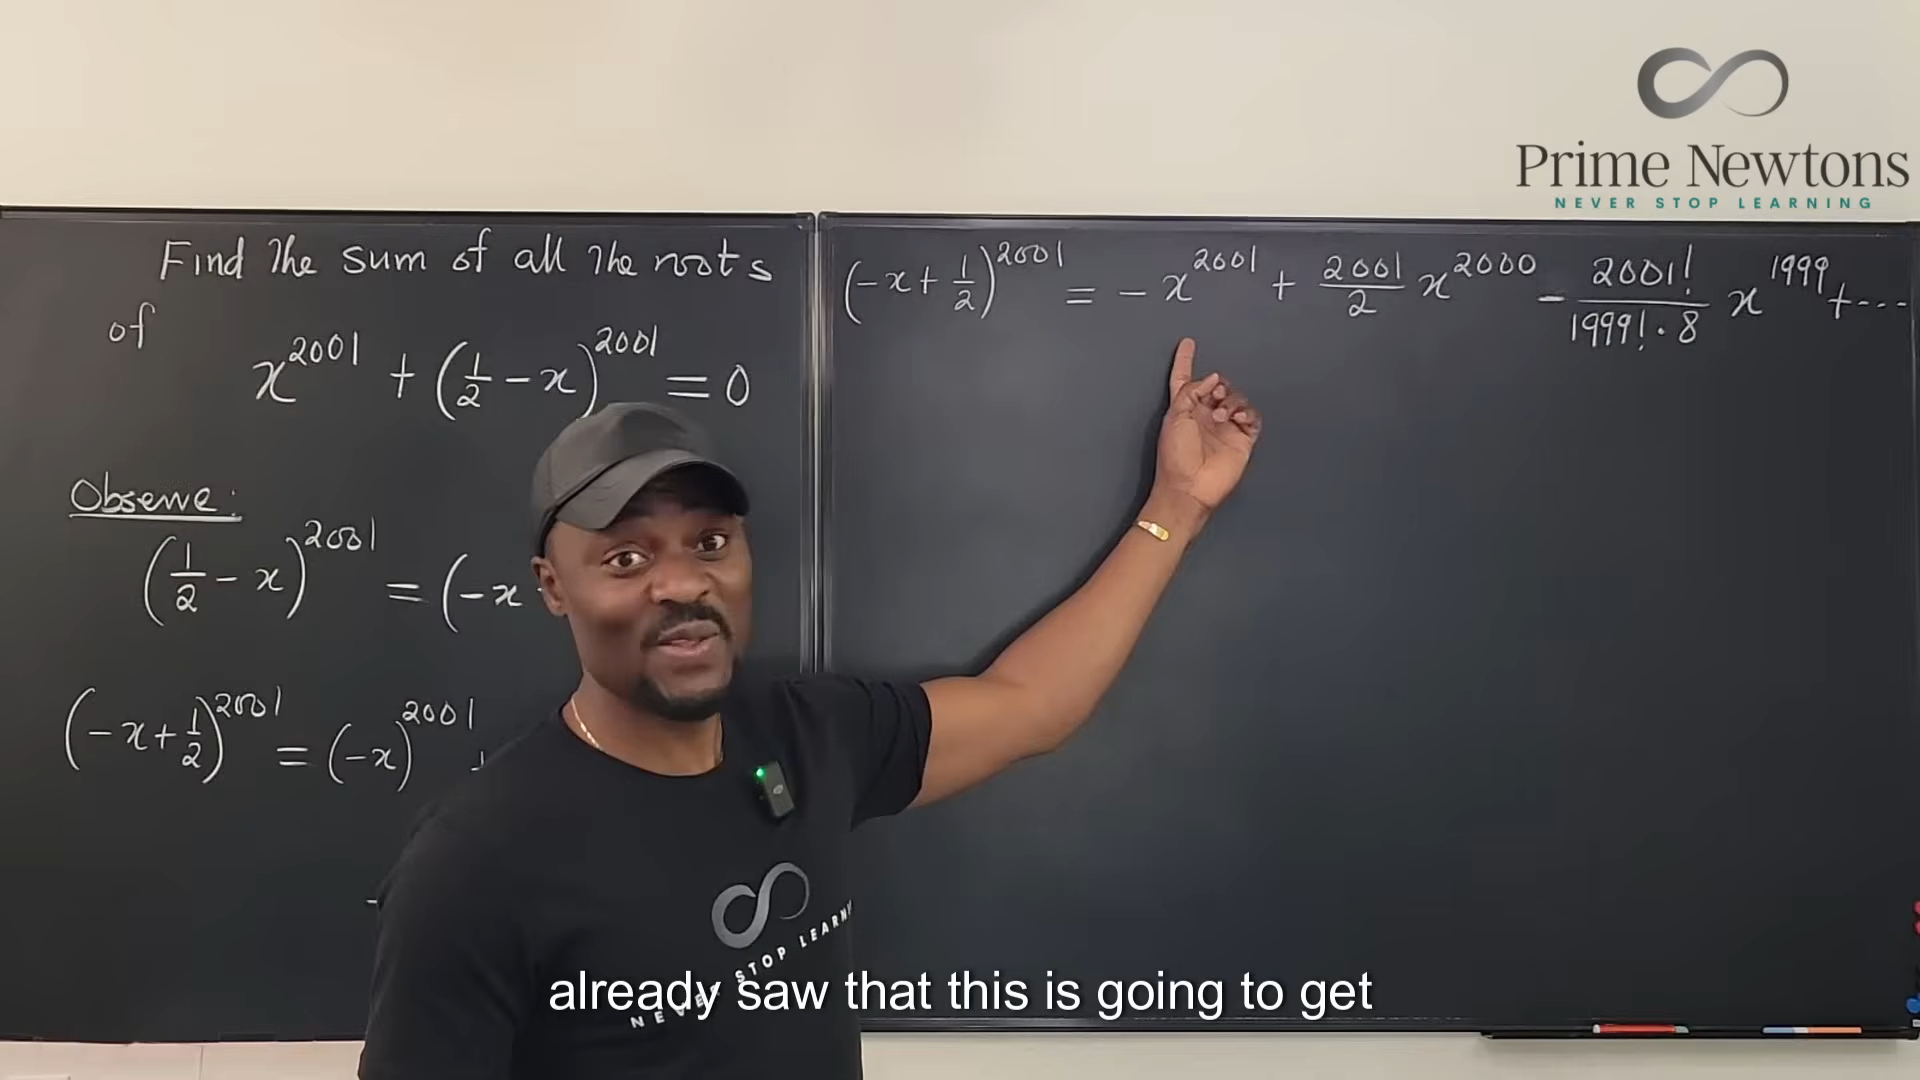 Prime Newtons
NEVER STOP LEARNING
Find the sum of all the roots
of
x^2001 + (1/2 - x)^2001 = 0
Observe:
(1/2 - x)^2001 = (-x
(-x + 1/2)^2001 = (-x)^2001 +
(-x + 1/2)^2001 = -x^2001 + 2001/2 x^2000 - 2001!/(1999! · 8) x^1999 + ...
STOP LEARN
already saw that this is going to get